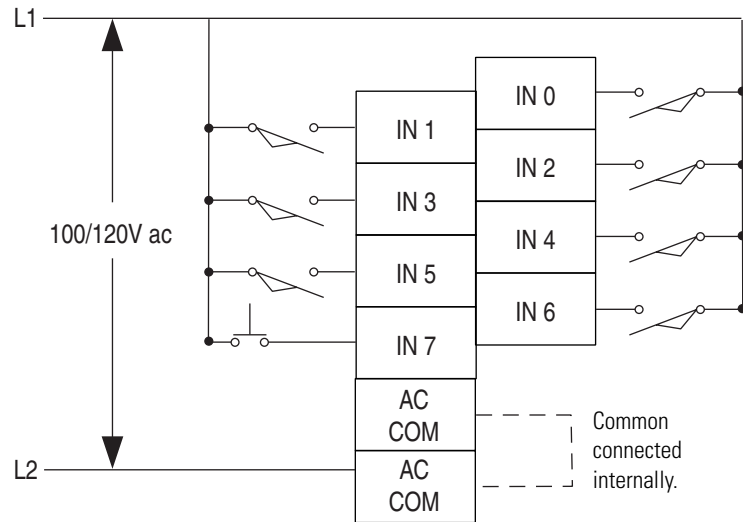 L1
IN 0
IN 1
IN 2
IN 3
100/120V ac
IN 4
IN 5
IN 6
IN 7
AC
COM
Common
connected
internally.
L2
AC
COM